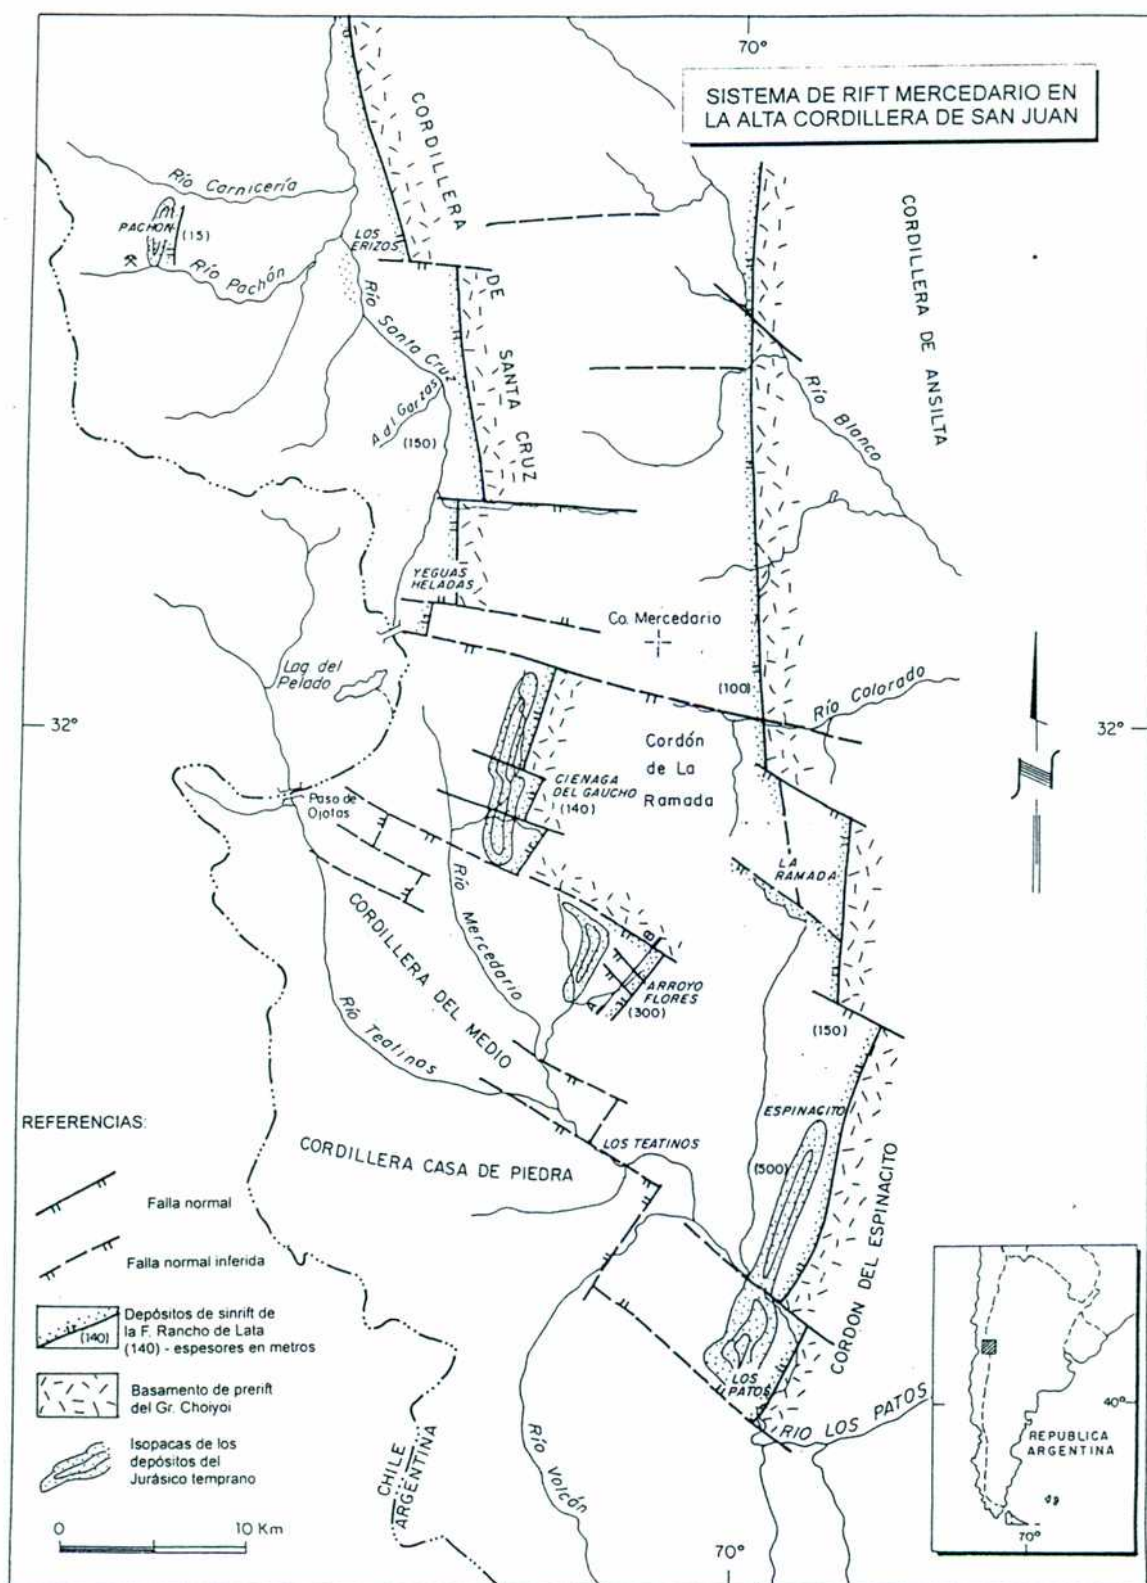 70°
SISTEMA DE RIFT MERCEDARIO EN
LA ALTA CORDILLERA DE SAN JUAN
CORDILLERA
DE
SANTA
CRUZ
CORDILLERA DE ANSILTA
Río Carnicería
PACHON
(15)
LOS
ERIZOS
Río Pachón
Río Santa Cruz
A dl Garzas
(150)
Río Blanco
YEGUAS
HELADAS
Co. Mercedario
Lag. del
Pelado
(100)
Río Colorado
32°
32°
Cordón
de La
Ramada
CIENAGA
DEL GAUCHO
(140)
Paso de
Ojotas
LA
RAMADA
Río Mercedario
CORDILLERA DEL MEDIO
B
A
ARROYO
FLORES
(300)
(150)
Río Teatinos
ESPINACITO
(500)
LOS TEATINOS
CORDILLERA CASA DE PIEDRA
CORDON DEL ESPINACITO
LOS
PATOS
RIO LOS PATOS
Río Volcán
CHILE
ARGENTINA
REFERENCIAS:
Falla normal
Falla normal inferida
(140)
Depósitos de sinrift de
la F. Rancho de Lata
(140) - espesores en metros
Basamento de prerift
del Gr. Choiyoi
Isopacas de los
depósitos del
Jurásico temprano
0 10 Km
70°
40°
REPUBLICA
ARGENTINA
70°